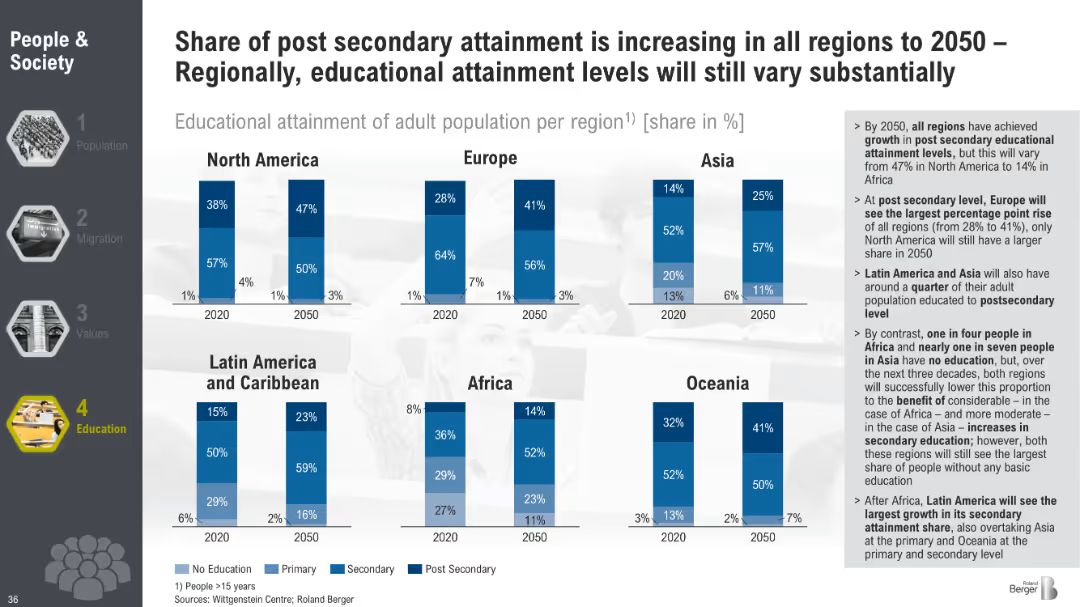 People &
Society
1
Population
2
Migration
3
Values
4
Education
36
Share of post secondary attainment is increasing in all regions to 2050 –
Regionally, educational attainment levels will still vary substantially
Educational attainment of adult population per region1) [share in %]
North America
38%
57%
1%
4%
2020
47%
50%
1%
3%
2050
Europe
28%
64%
1%
7%
2020
41%
56%
1%
3%
2050
Asia
14%
52%
20%
13%
2020
25%
57%
11%
6%
2050
Latin America
and Caribbean
15%
50%
29%
6%
2020
23%
59%
16%
2%
2050
Africa
8%
36%
29%
27%
2020
14%
52%
23%
11%
2050
Oceania
32%
52%
13%
3%
2020
41%
50%
2%
7%
2050
No Education
Primary
Secondary
Post Secondary
1) People >15 years
Sources: Wittgenstein Centre; Roland Berger
> By 2050, all regions have achieved
growth in post secondary educational
attainment levels, but this will vary
from 47% in North America to 14% in
Africa
> At post secondary level, Europe will
see the largest percentage point rise
of all regions (from 28% to 41%), only
North America will still have a larger
share in 2050
> Latin America and Asia will also have
around a quarter of their adult
population educated to postsecondary
level
> By contrast, one in four people in
Africa and nearly one in seven people
in Asia have no education, but, over
the next three decades, both regions
will successfully lower this proportion
to the benefit of considerable – in the
case of Africa – and more moderate –
in the case of Asia – increases in
secondary education; however, both
these regions will still see the largest
share of people without any basic
education
> After Africa, Latin America will see the
largest growth in its secondary
attainment share, also overtaking Asia
at the primary and Oceania at the
primary and secondary level
Roland
Berger
B